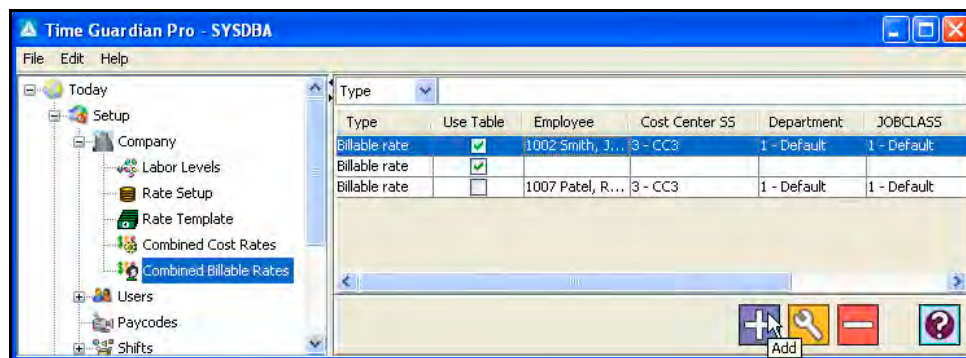 Time Guardian Pro - SYSDBA
File Edit Help
Today
Setup
Company
Labor Levels
Rate Setup
Rate Template
Combined Cost Rates
Combined Billable Rates
Users
Paycodes
Shifts
Type
Type Use Table Employee Cost Center SS Department JOBCLASS
Billable rate 1002 Smith, J... 3 - CC3 1 - Default 1 - Default
Billable rate
Billable rate 1007 Patel, R... 3 - CC3 1 - Default 1 - Default
Add